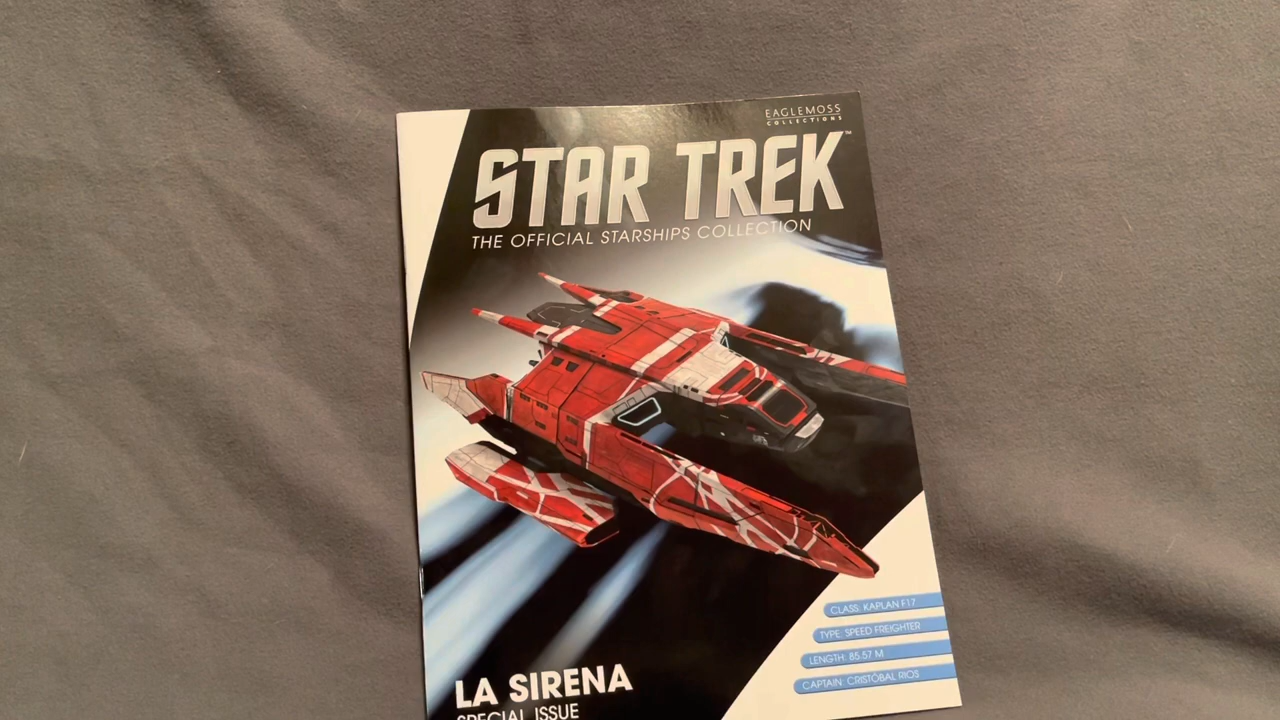 EAGLEMOSS
COLLECTIONS
STAR TREK™
THE OFFICIAL STARSHIPS COLLECTION
CLASS: KAPLAN F17
TYPE: SPEED FREIGHTER
LENGTH: 85.57 M
CAPTAIN: CRISTÓBAL RIOS
LA SIRENA
SPECIAL ISSUE